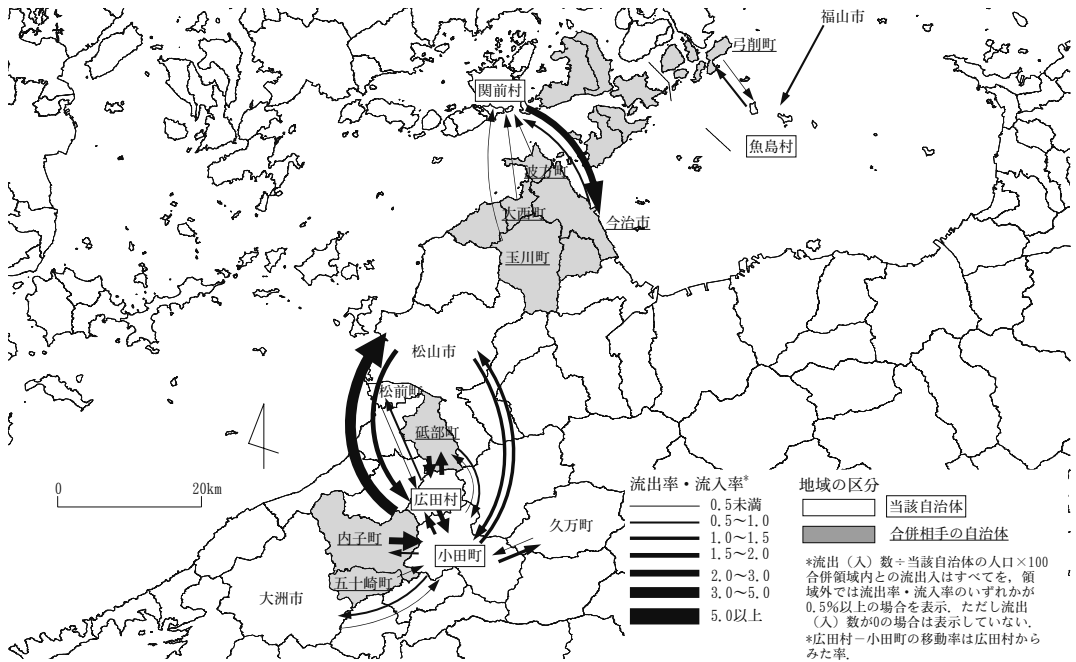 福山市
弓削町
関前村
魚島村
波方町
大西町
今治市
玉川町
松山市
松前町
砥部町
広田村
久万町
内子町
小田町
五十崎町
大洲市
0
20km
流出率・流入率*
0.5未満
0.5～1.0
1.0～1.5
1.5～2.0
2.0～3.0
3.0～5.0
5.0以上
地域の区分
当該自治体
合併相手の自治体
*流出（入）数÷当該自治体の人口×100
合併領域内との流出入はすべてを，領
域外では流出率・流入率のいずれかが
0.5%以上の場合を表示．ただし流出
（入）数が0の場合は表示していない．
*広田村－小田町の移動率は広田村から
みた率．